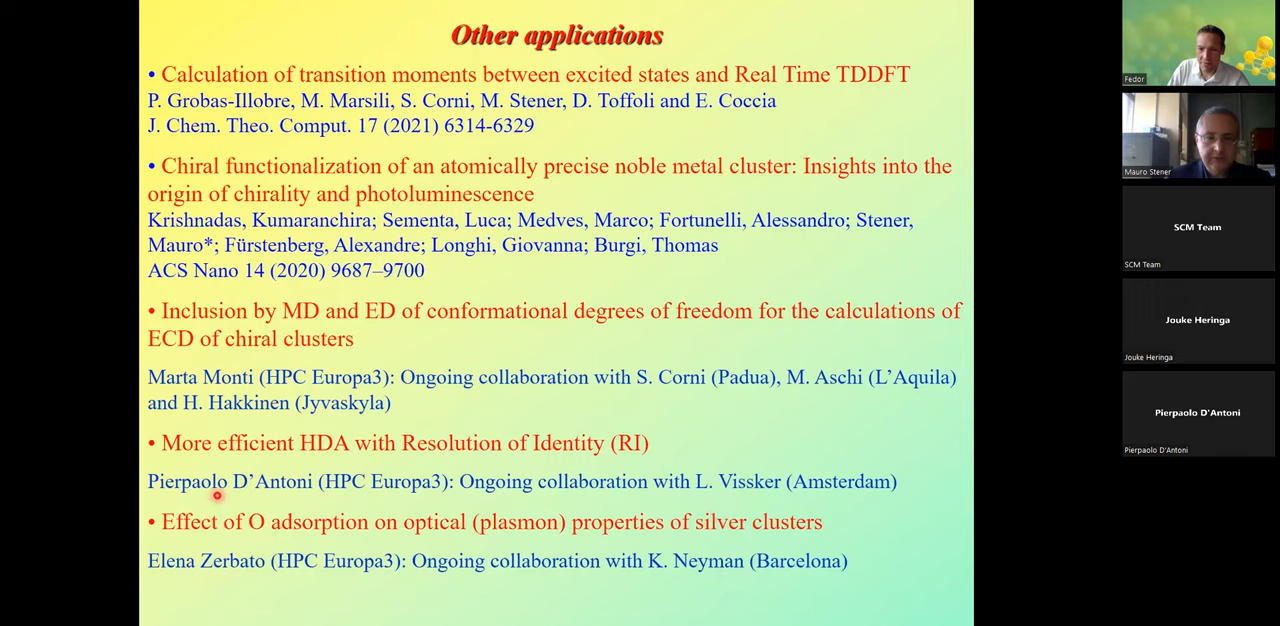 Other applications
• Calculation of transition moments between excited states and Real Time TDDFT
P. Grobas-Illobre, M. Marsili, S. Corni, M. Stener, D. Toffoli and E. Coccia
J. Chem. Theo. Comput. 17 (2021) 6314-6329
• Chiral functionalization of an atomically precise noble metal cluster: Insights into the
origin of chirality and photoluminescence
Krishnadas, Kumaranchira; Sementa, Luca; Medves, Marco; Fortunelli, Alessandro; Stener,
Mauro*; Fürstenberg, Alexandre; Longhi, Giovanna; Burgi, Thomas
ACS Nano 14 (2020) 9687–9700
• Inclusion by MD and ED of conformational degrees of freedom for the calculations of
ECD of chiral clusters
Marta Monti (HPC Europa3): Ongoing collaboration with S. Corni (Padua), M. Aschi (L’Aquila)
and H. Hakkinen (Jyvaskyla)
• More efficient HDA with Resolution of Identity (RI)
Pierpaolo D’Antoni (HPC Europa3): Ongoing collaboration with L. Vissker (Amsterdam)
• Effect of O adsorption on optical (plasmon) properties of silver clusters
Elena Zerbato (HPC Europa3): Ongoing collaboration with K. Neyman (Barcelona)
Fedor
Mauro Stener
SCM Team
SCM Team
Jouke Heringa
Jouke Heringa
Pierpaolo D'Antoni
Pierpaolo D'Antoni